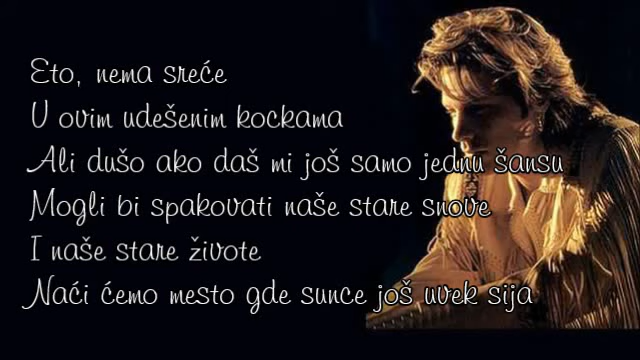 Eto, nema sreće
U ovim udešenim kockama
Ali dušo ako daš mi još samo jednu šansu
Mogli bi spakovati naše stare snove
I naše stare živote
Naći ćemo mesto gde sunce još uvek sija